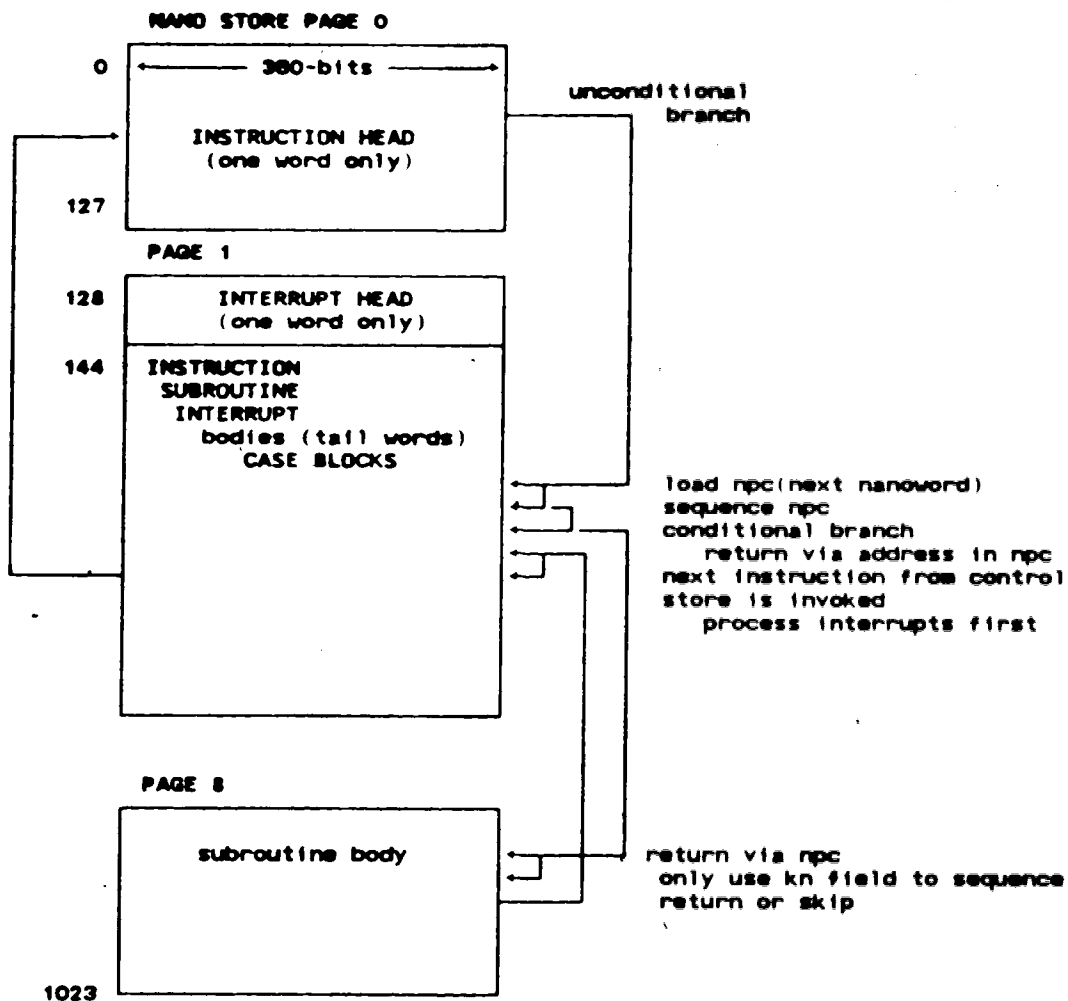 NANO STORE PAGE 0
0
360-bits
unconditional
branch
INSTRUCTION HEAD
(one word only)
127
PAGE 1
128
INTERRUPT HEAD
(one word only)
144
INSTRUCTION
SUBROUTINE
INTERRUPT
bodies (tail words)
CASE BLOCKS
load npc(next nanoword)
sequence npc
conditional branch
return via address in npc
next instruction from control
store is invoked
process interrupts first
PAGE 8
subroutine body
return via npc
only use kn field to sequence
return or skip
1023